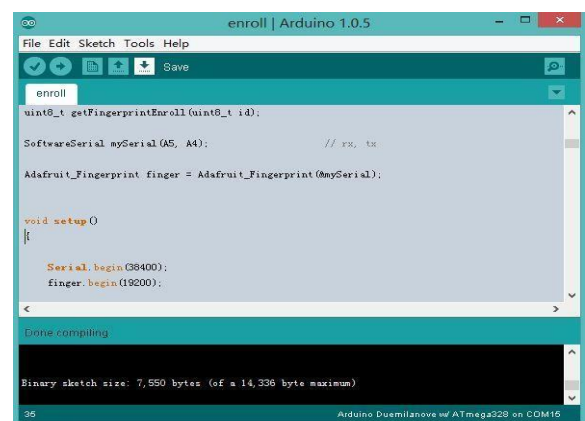 enroll | Arduino 1.0.5
File Edit Sketch Tools Help
Save
enroll
uint8_t getFingerprintEnroll(uint8_t id);
SoftwareSerial mySerial(A5, A4); // rx, tx
Adafruit_Fingerprint finger = Adafruit_Fingerprint(&mySerial);
void setup()
{
Serial.begin(38400);
finger.begin(19200);
Done compiling
Binary sketch size: 7,550 bytes (of a 14,336 byte maximum)
35 Arduino Duemilanove w/ ATmega328 on COM15